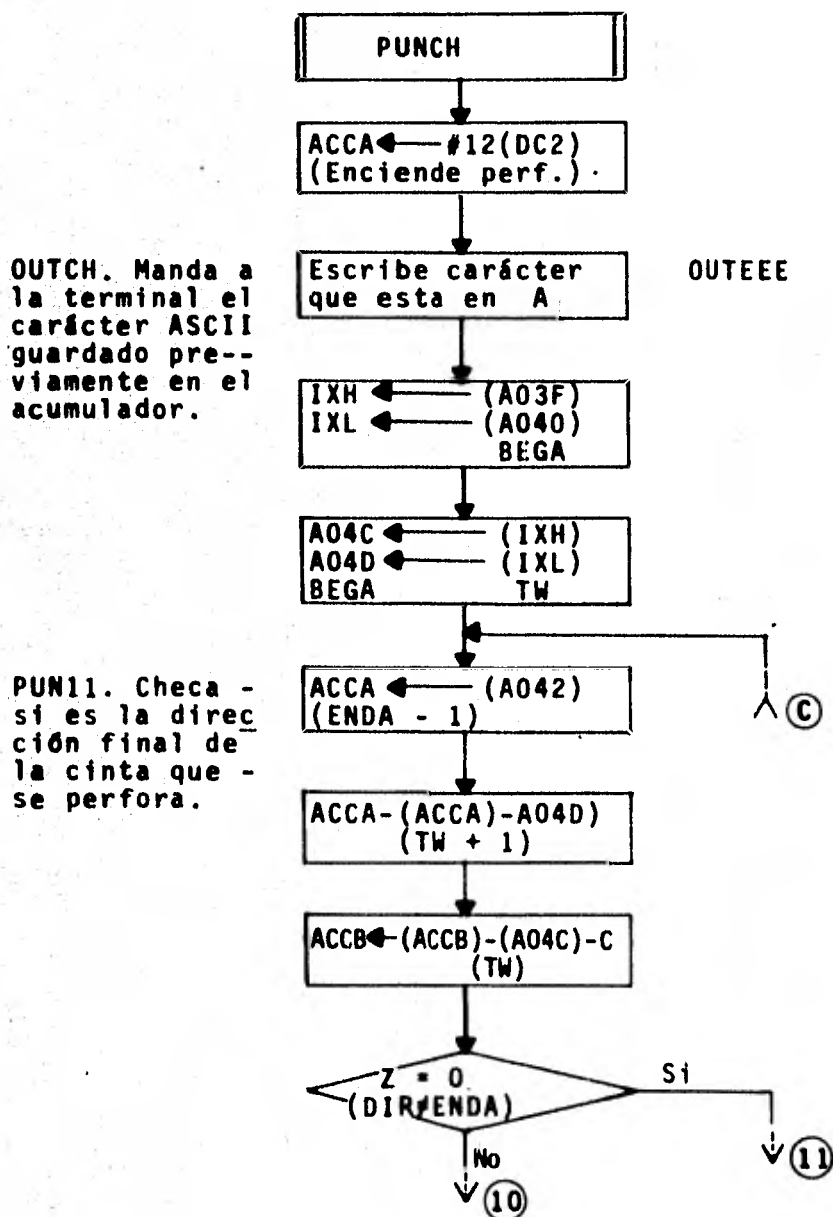 PUNCH
ACCA ← #12(DC2)
(Enciende perf.)
OUTCH. Manda a
la terminal el
carácter ASCII
guardado pre--
viamente en el
acumulador.
Escribe carácter
que esta en A
OUTEEE
IXH ← (A03F)
IXL ← (A040)
BEGA
A04C ← (IXH)
A04D ← (IXL)
BEGA TW
PUN11. Checa -
si es la direc
ción final de
la cinta que -
se perfora.
ACCA ← (A042)
(ENDA - 1)
C
ACCA-(ACCA)-A04D)
(TW + 1)
ACCB←(ACCB)-(A04C)-C
(TW)
Z = 0
(DIR≠ENDA)
Si
11
No
10